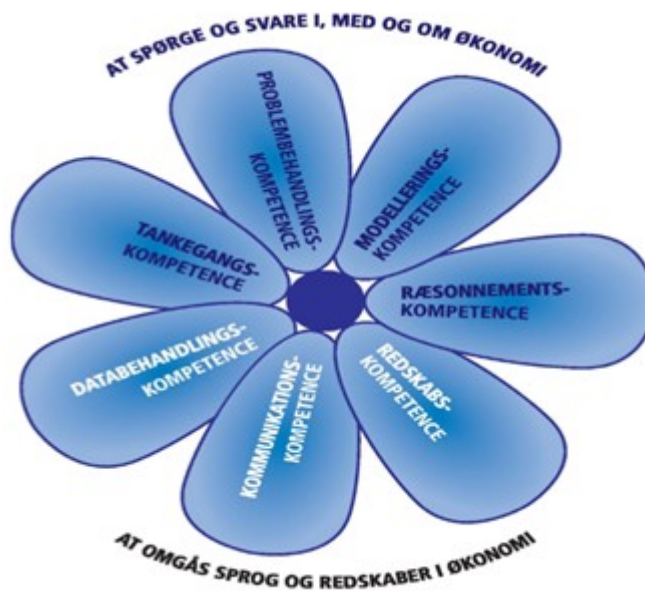 AT SPØRGE OG SVARE I, MED OG OM ØKONOMI
TANKEGANGS-
KOMPETENCE
PROBLEMBEHANDLINGS-
KOMPETENCE
MODELLERINGS-
KOMPETENCE
RÆSONNEMENTS-
KOMPETENCE
DATABEHANDLINGS-
KOMPETENCE
KOMMUNIKATIONS-
KOMPETENCE
REDSKABS-
KOMPETENCE
AT OMGÅS SPROG OG REDSKABER I ØKONOMI